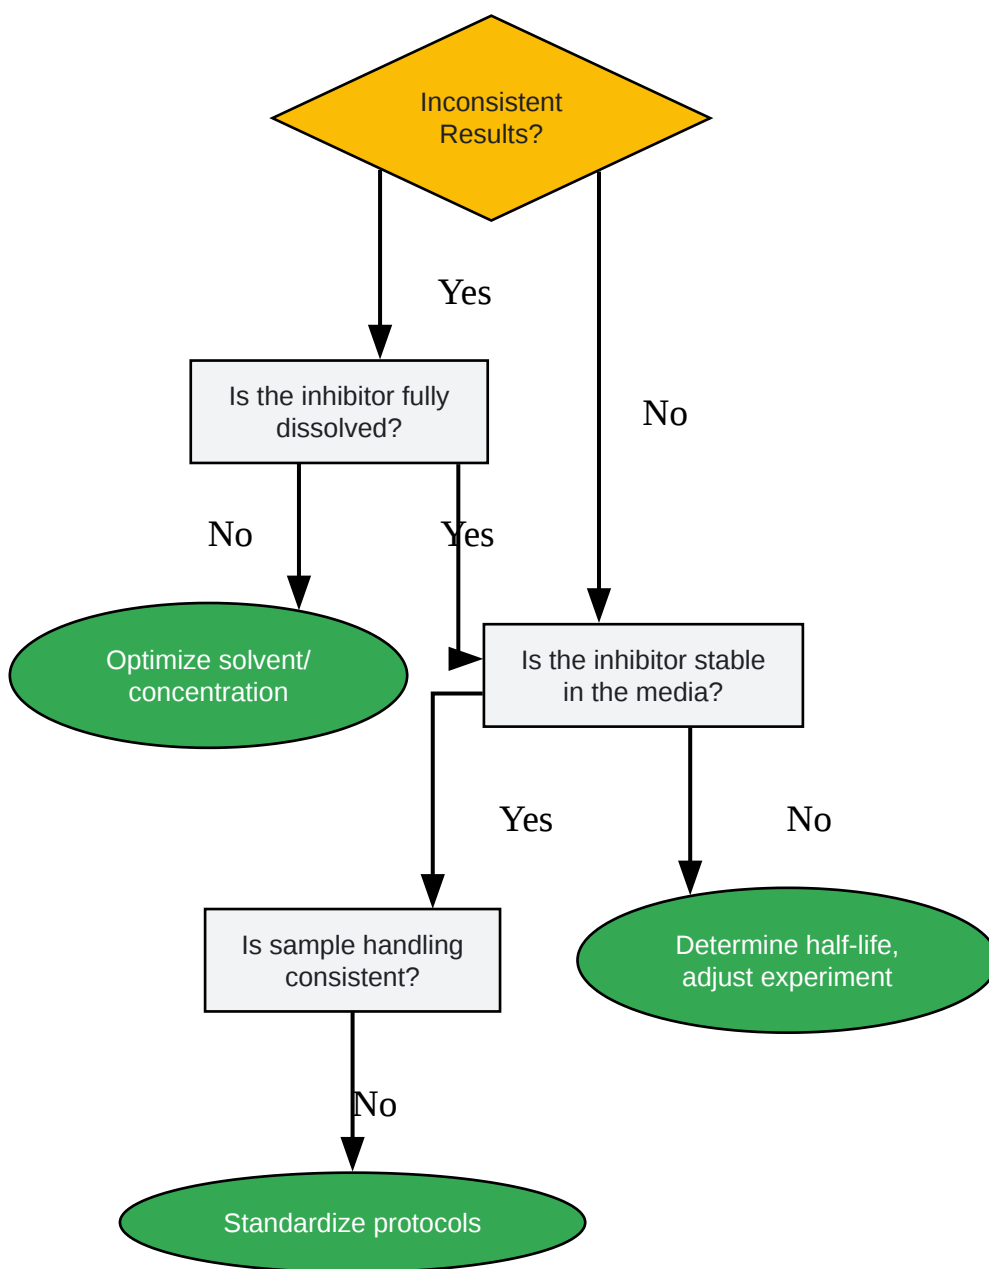 Inconsistent
Results?
Yes
Is the inhibitor fully
dissolved?
No
No
Yes
Optimize solvent/
concentration
Is the inhibitor stable
in the media?
Yes
No
Is sample handling
consistent?
Determine half-life,
adjust experiment
No
Standardize protocols